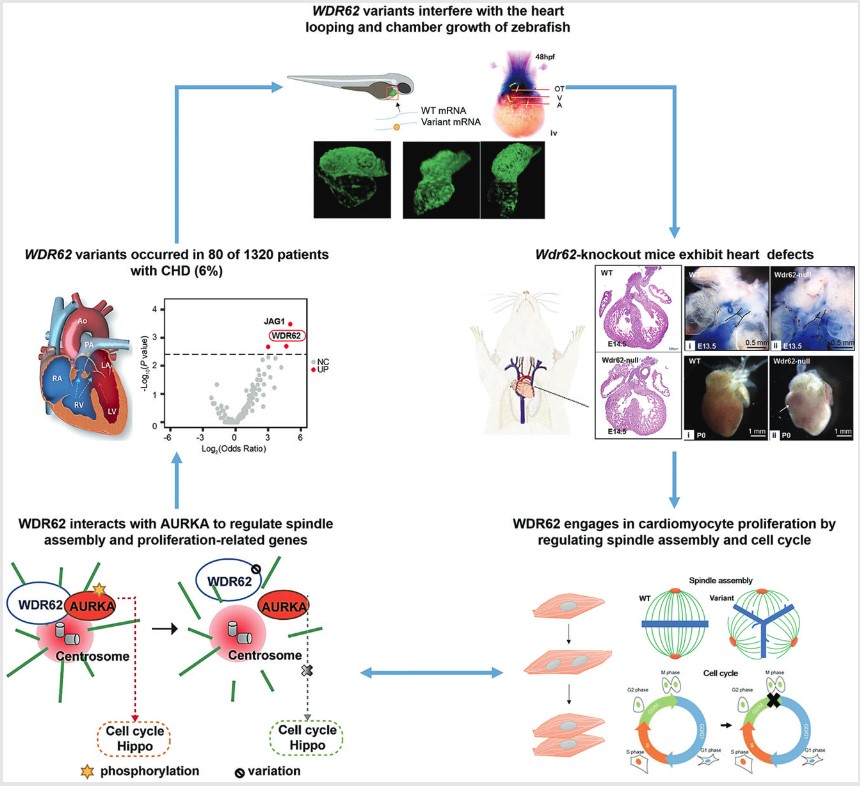 WDR62 variants interfere with the heart
looping and chamber growth of zebrafish
48hpf
OT
V
A
WT mRNA
Variant mRNA
iv
WDR62 variants occurred in 80 of 1320 patients
with CHD (6%)
Ao
PA
LA
RA
RV
LV
-Log10(P value)
4
3
2
1
0
JAG1
WDR62
NC
UP
-6
-3
0
3
6
Log2(Odds Ratio)
Wdr62-knockout mice exhibit heart defects
WT
E14.5
WT
i E13.5
0.5 mm
Wdr62-null
ii E13.5
0.5 mm
Wdr62-null
E14.5
WT
i P0
1 mm
Wdr62-null
ii P0
1 mm
WDR62 interacts with AURKA to regulate spindle
assembly and proliferation-related genes
WDR62
AURKA
Centrosome
Cell cycle
Hippo
WDR62
AURKA
Centrosome
Cell cycle
Hippo
phosphorylation
variation
WDR62 engages in cardiomyocyte proliferation by
regulating spindle assembly and cell cycle
Spindle assembly
WT
Variant
Cell cycle
M phase
G2 phase
G0/G1
S
S phase
G1 phase
M phase
G2 phase
G0/G1
S
S phase
G1 phase